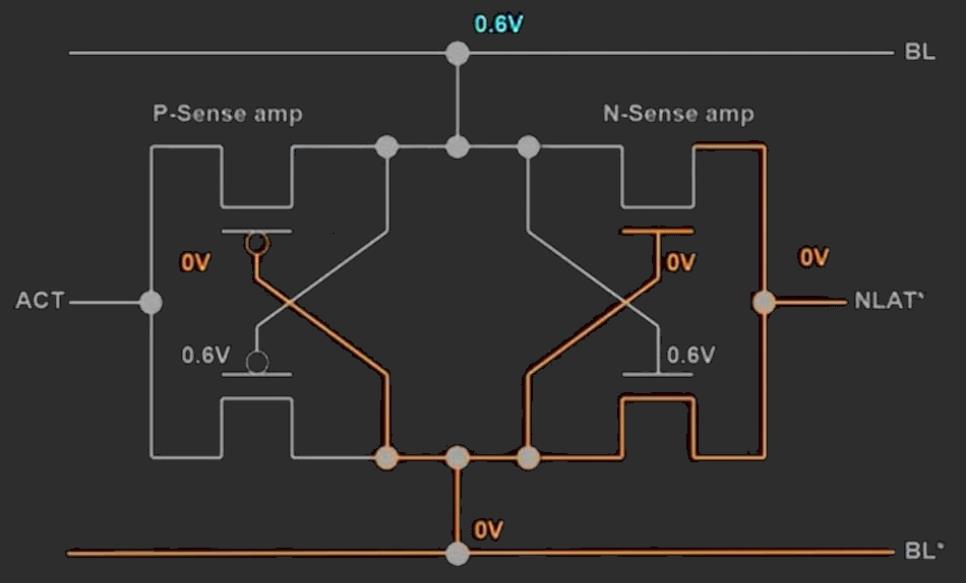 0.6V
BL
P-Sense amp
N-Sense amp
0V
0V
0V
ACT
NLAT*
0.6V
0.6V
0V
BL*